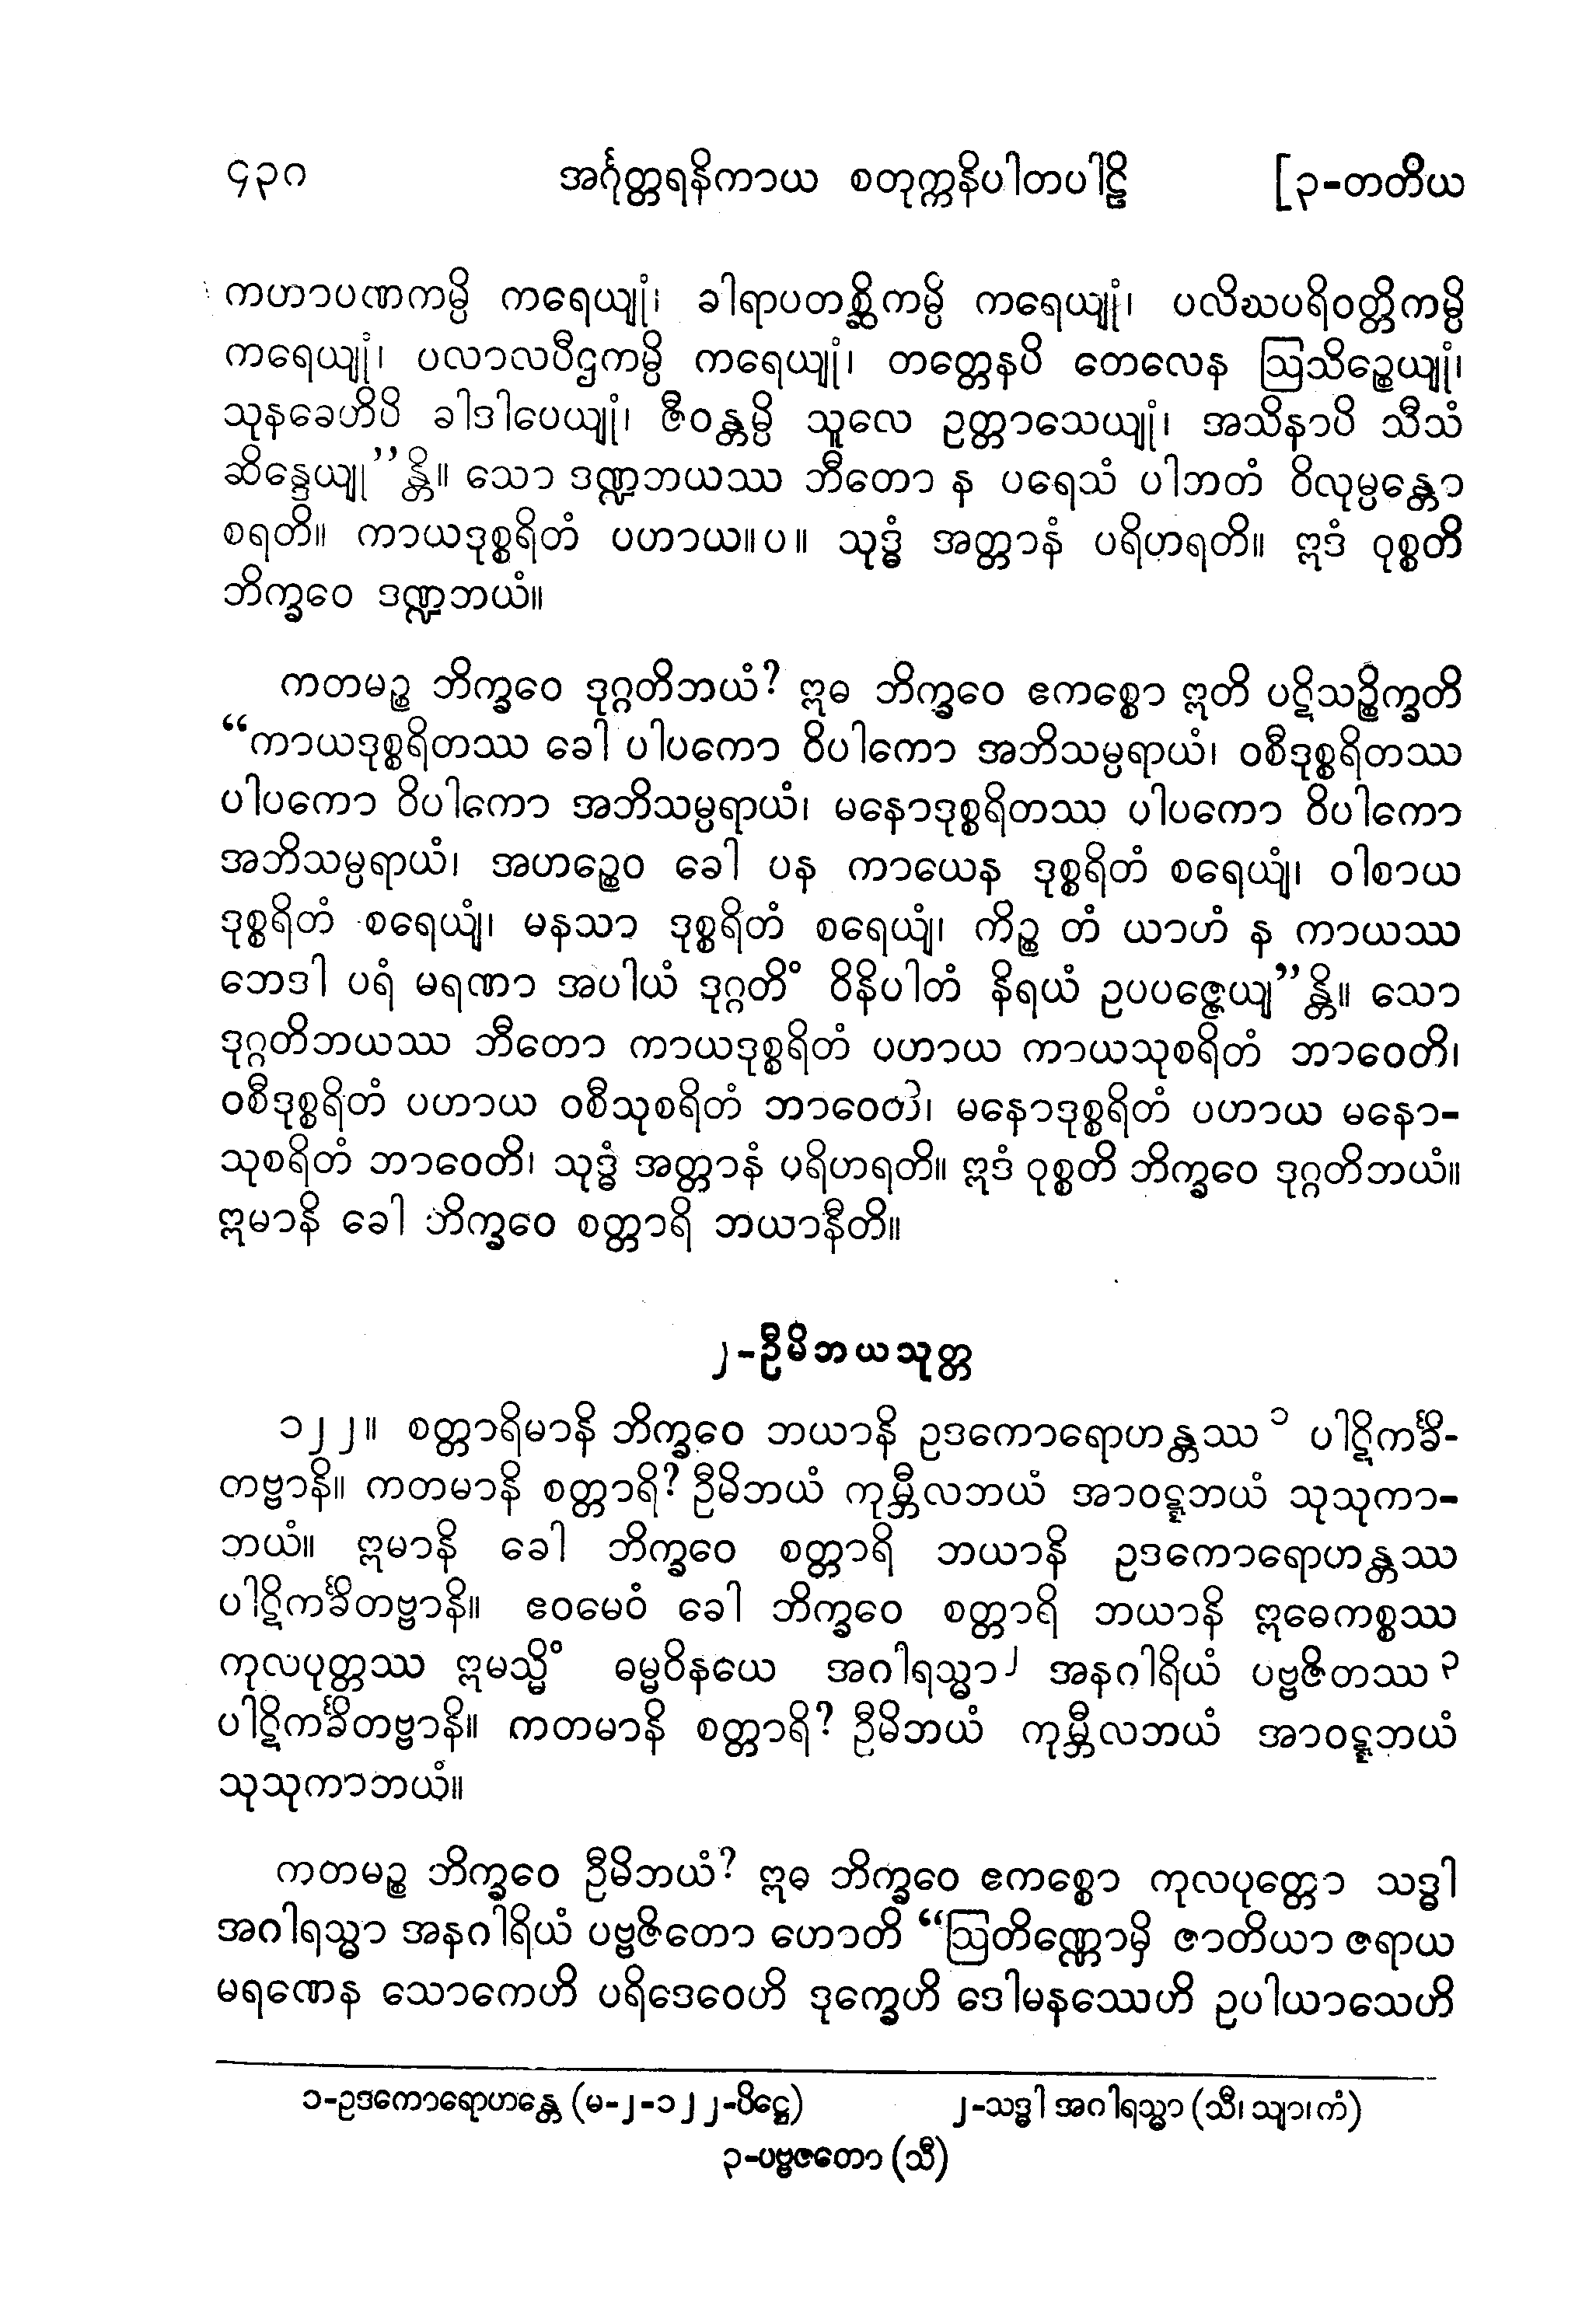 ၄၃၈ အင်္ဂုတ္တရနိကာယ စတုက္ကနိပါတပါဠိ [၃-တတိယ
ကဟာပဏကမ္ပိ ကရေယျုံ၊ ခါရာပတစ္ဆိကမ္ပိ ကရေယျုံ၊ ပလိဃပရိဝတ္တိကမ္ပိ
ကရေယျုံ၊ ပလာလပီဌကမ္ပိ ကရေယျုံ၊ တတ္တေနပိ တေလေန ဩသိဉ္စေယျုံ၊
သုနခေဟိပိ ခါဒါပေယျုံ၊ ဇီဝန္တမ္ပိ သူလေ ဥတ္တာသေယျုံ၊ အသိနာပိ သီသံ
ဆိန္ဒေယျု”န္တိ။ သော ဒဏ္ဍဘယဿ ဘီတော န ပရေသံ ပါဘတံ ဝိလုမ္ပန္တော
စရတိ။ ကာယဒုစ္စရိတံ ပဟာယ။ပ။ သုဒ္ဓံ အတ္တာနံ ပရိဟရတိ။ ဣဒံ ဝုစ္စတိ
ဘိက္ခဝေ ဒဏ္ဍဘယံ။
ကတမဉ္စ ဘိက္ခဝေ ဒုဂ္ဂတိဘယံ? ဣဓ ဘိက္ခဝေ ဧကစ္စော ဣတိ ပဋိသဉ္စိက္ခတိ
“ကာယဒုစ္စရိတဿ ခေါ ပါပကော ဝိပါကော အဘိသမ္ပရာယံ၊ ဝစီဒုစ္စရိတဿ
ပါပကော ဝိပါကော အဘိသမ္ပရာယံ၊ မနောဒုစ္စရိတဿ ပါပကော ဝိပါကော
အဘိသမ္ပရာယံ၊ အဟဉ္စေဝ ခေါ ပန ကာယေန ဒုစ္စရိတံ စရေယျံ၊ ဝါစာယ
ဒုစ္စရိတံ စရေယျံ၊ မနသာ ဒုစ္စရိတံ စရေယျံ၊ ကိဉ္စ တံ ယာဟံ န ကာယဿ
ဘေဒါ ပရံ မရဏာ အပါယံ ဒုဂ္ဂတိံ ဝိနိပါတံ နိရယံ ဥပပဇ္ဇေယျ”န္တိ။ သော
ဒုဂ္ဂတိဘယဿ ဘီတော ကာယဒုစ္စရိတံ ပဟာယ ကာယသုစရိတံ ဘာဝေတိ၊
ဝစီဒုစ္စရိတံ ပဟာယ ဝစီသုစရိတံ ဘာဝေတိ၊ မနောဒုစ္စရိတံ ပဟာယ မနော-
သုစရိတံ ဘာဝေတိ၊ သုဒ္ဓံ အတ္တာနံ ပရိဟရတိ။ ဣဒံ ဝုစ္စတိ ဘိက္ခဝေ ဒုဂ္ဂတိဘယံ။
ဣမာနိ ခေါ ဘိက္ခဝေ စတ္တာရိ ဘယာနီတိ။
၂-ဦမိဘယသုတ္တ
၁၂၂။ စတ္တာရိမာနိ ဘိက္ခဝေ ဘယာနိ ဥဒကောရောဟန္တဿ ၁ ပါဋိကင်္ခိ-
တဗ္ဗာနိ။ ကတမာနိ စတ္တာရိ? ဦမိဘယံ ကုမ္ဘီလဘယံ အာဝဋ္ဋဘယံ သုသုကာ-
ဘယံ။ ဣမာနိ ခေါ ဘိက္ခဝေ စတ္တာရိ ဘယာနိ ဥဒကောရောဟန္တဿ
ပါဋိကင်္ခိတဗ္ဗာနိ။ ဧဝမေဝံ ခေါ ဘိက္ခဝေ စတ္တာရိ ဘယာနိ ဣဓေကစ္စဿ
ကုလပုတ္တဿ ဣမသ္မိံ ဓမ္မဝိနယေ အဂါရသ္မာ၂ အနဂါရိယံ ပဗ္ဗဇိတဿ ၃
ပါဋိကင်္ခိတဗ္ဗာနိ။ ကတမာနိ စတ္တာရိ? ဦမိဘယံ ကုမ္ဘီလဘယံ အာဝဋ္ဋဘယံ
သုသုကာဘယံ။
ကတမဉ္စ ဘိက္ခဝေ ဦမိဘယံ? ဣဓ ဘိက္ခဝေ ဧကစ္စော ကုလပုတ္တော သဒ္ဓါ
အဂါရသ္မာ အနဂါရိယံ ပဗ္ဗဇိတော ဟောတိ “ဩတိဏ္ဏောမှိ ဇာတိယာ ဇရာယ
မရဏေန သောကေဟိ ပရိဒေဝေဟိ ဒုက္ခေဟိ ဒေါမနဿေဟိ ဥပါယာသေဟိ
၁-ဥဒကောရောဟန္တေ (မ-၂-၁၂၂-ပိဋ္ဌေ) ၂-သဒ္ဓါ အဂါရသ္မာ (သီ၊ သျာ၊ကံ)
၃-ပဗ္ဗဇတော (သီ)